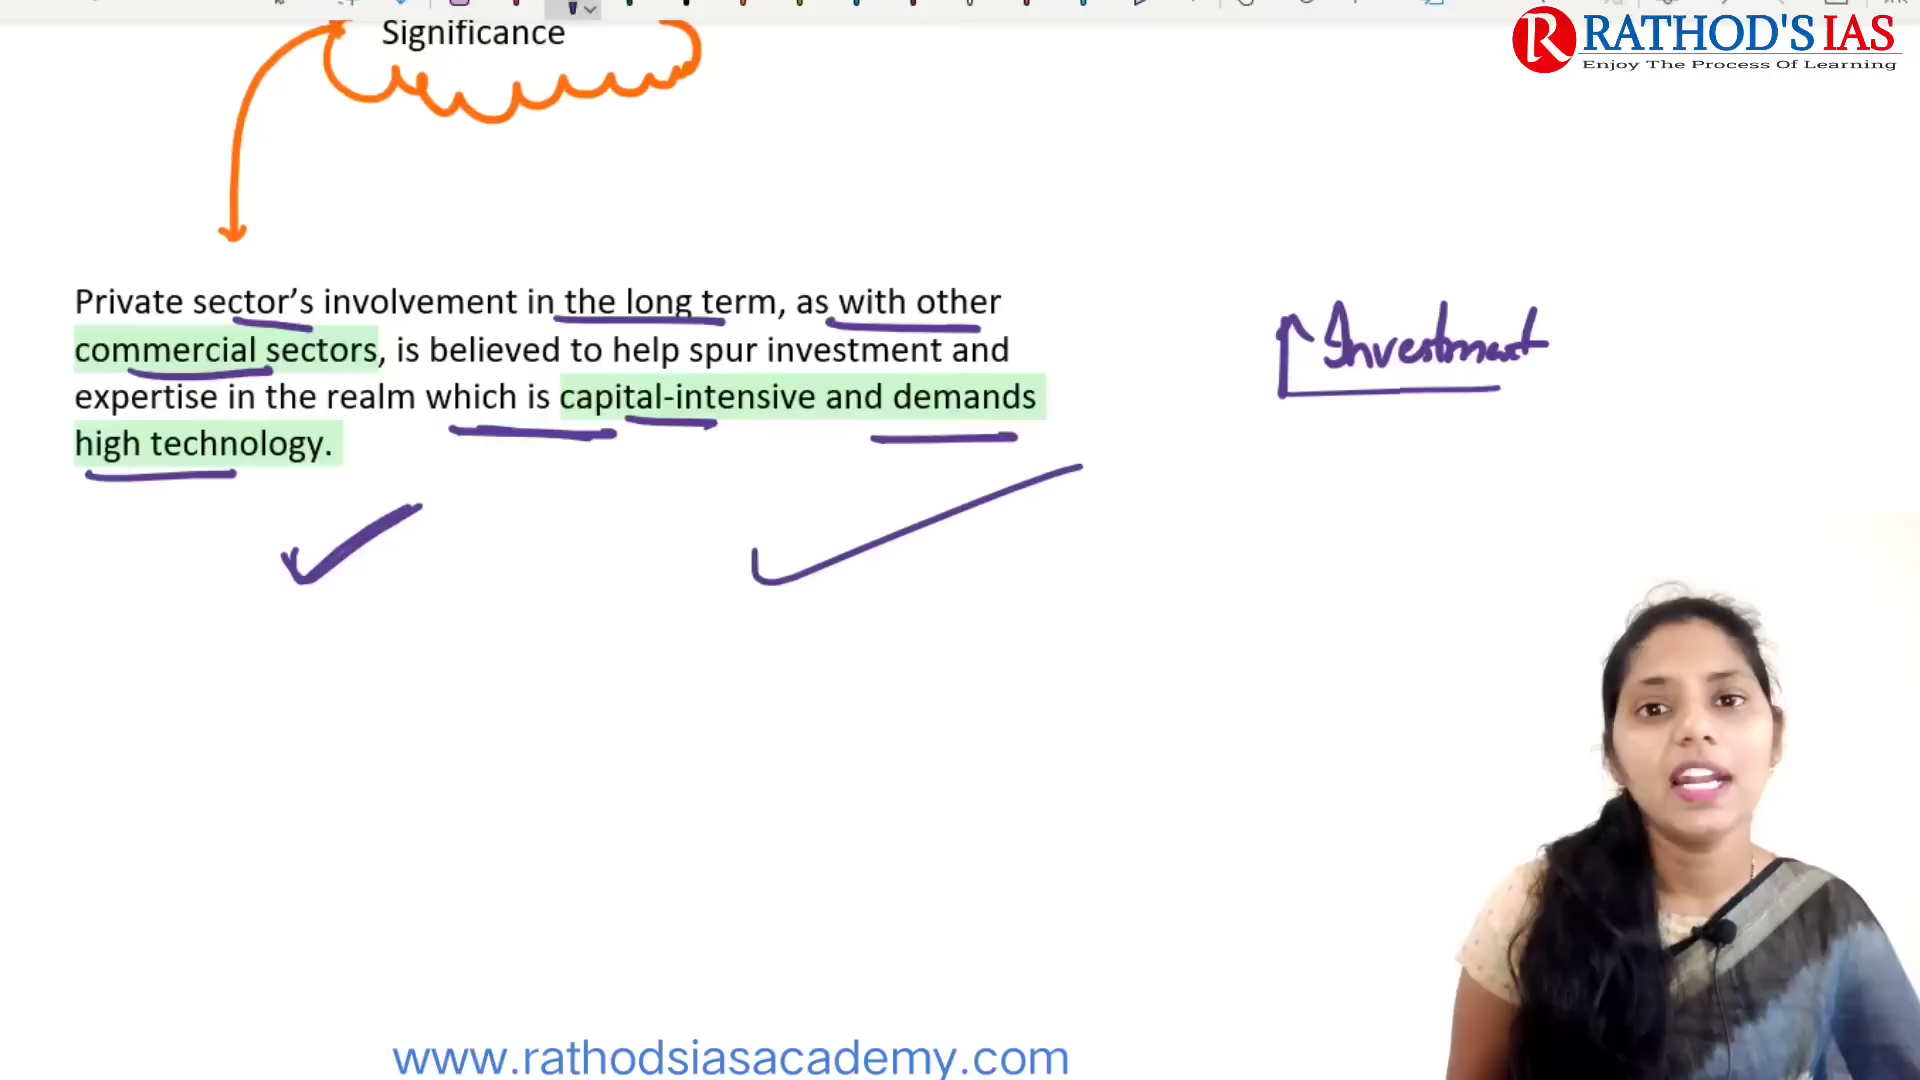 Significance
RATHOD'S IAS
Enjoy The Process Of Learning
Private sector’s involvement in the long term, as with other
commercial sectors, is believed to help spur investment and
expertise in the realm which is capital-intensive and demands
high technology.
Investment
www.rathodsiasacademy.com